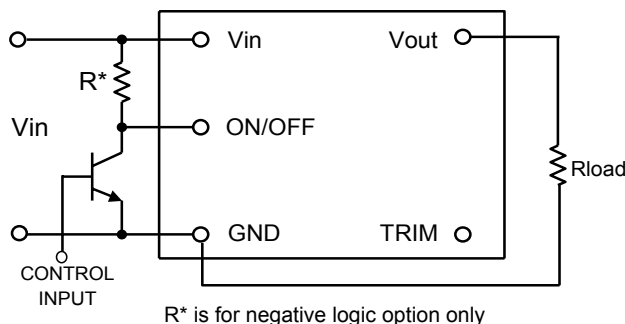 Vin
Vout
R*
Vin
ON/OFF
Rload
GND
TRIM
CONTROL
INPUT
R* is for negative logic option only